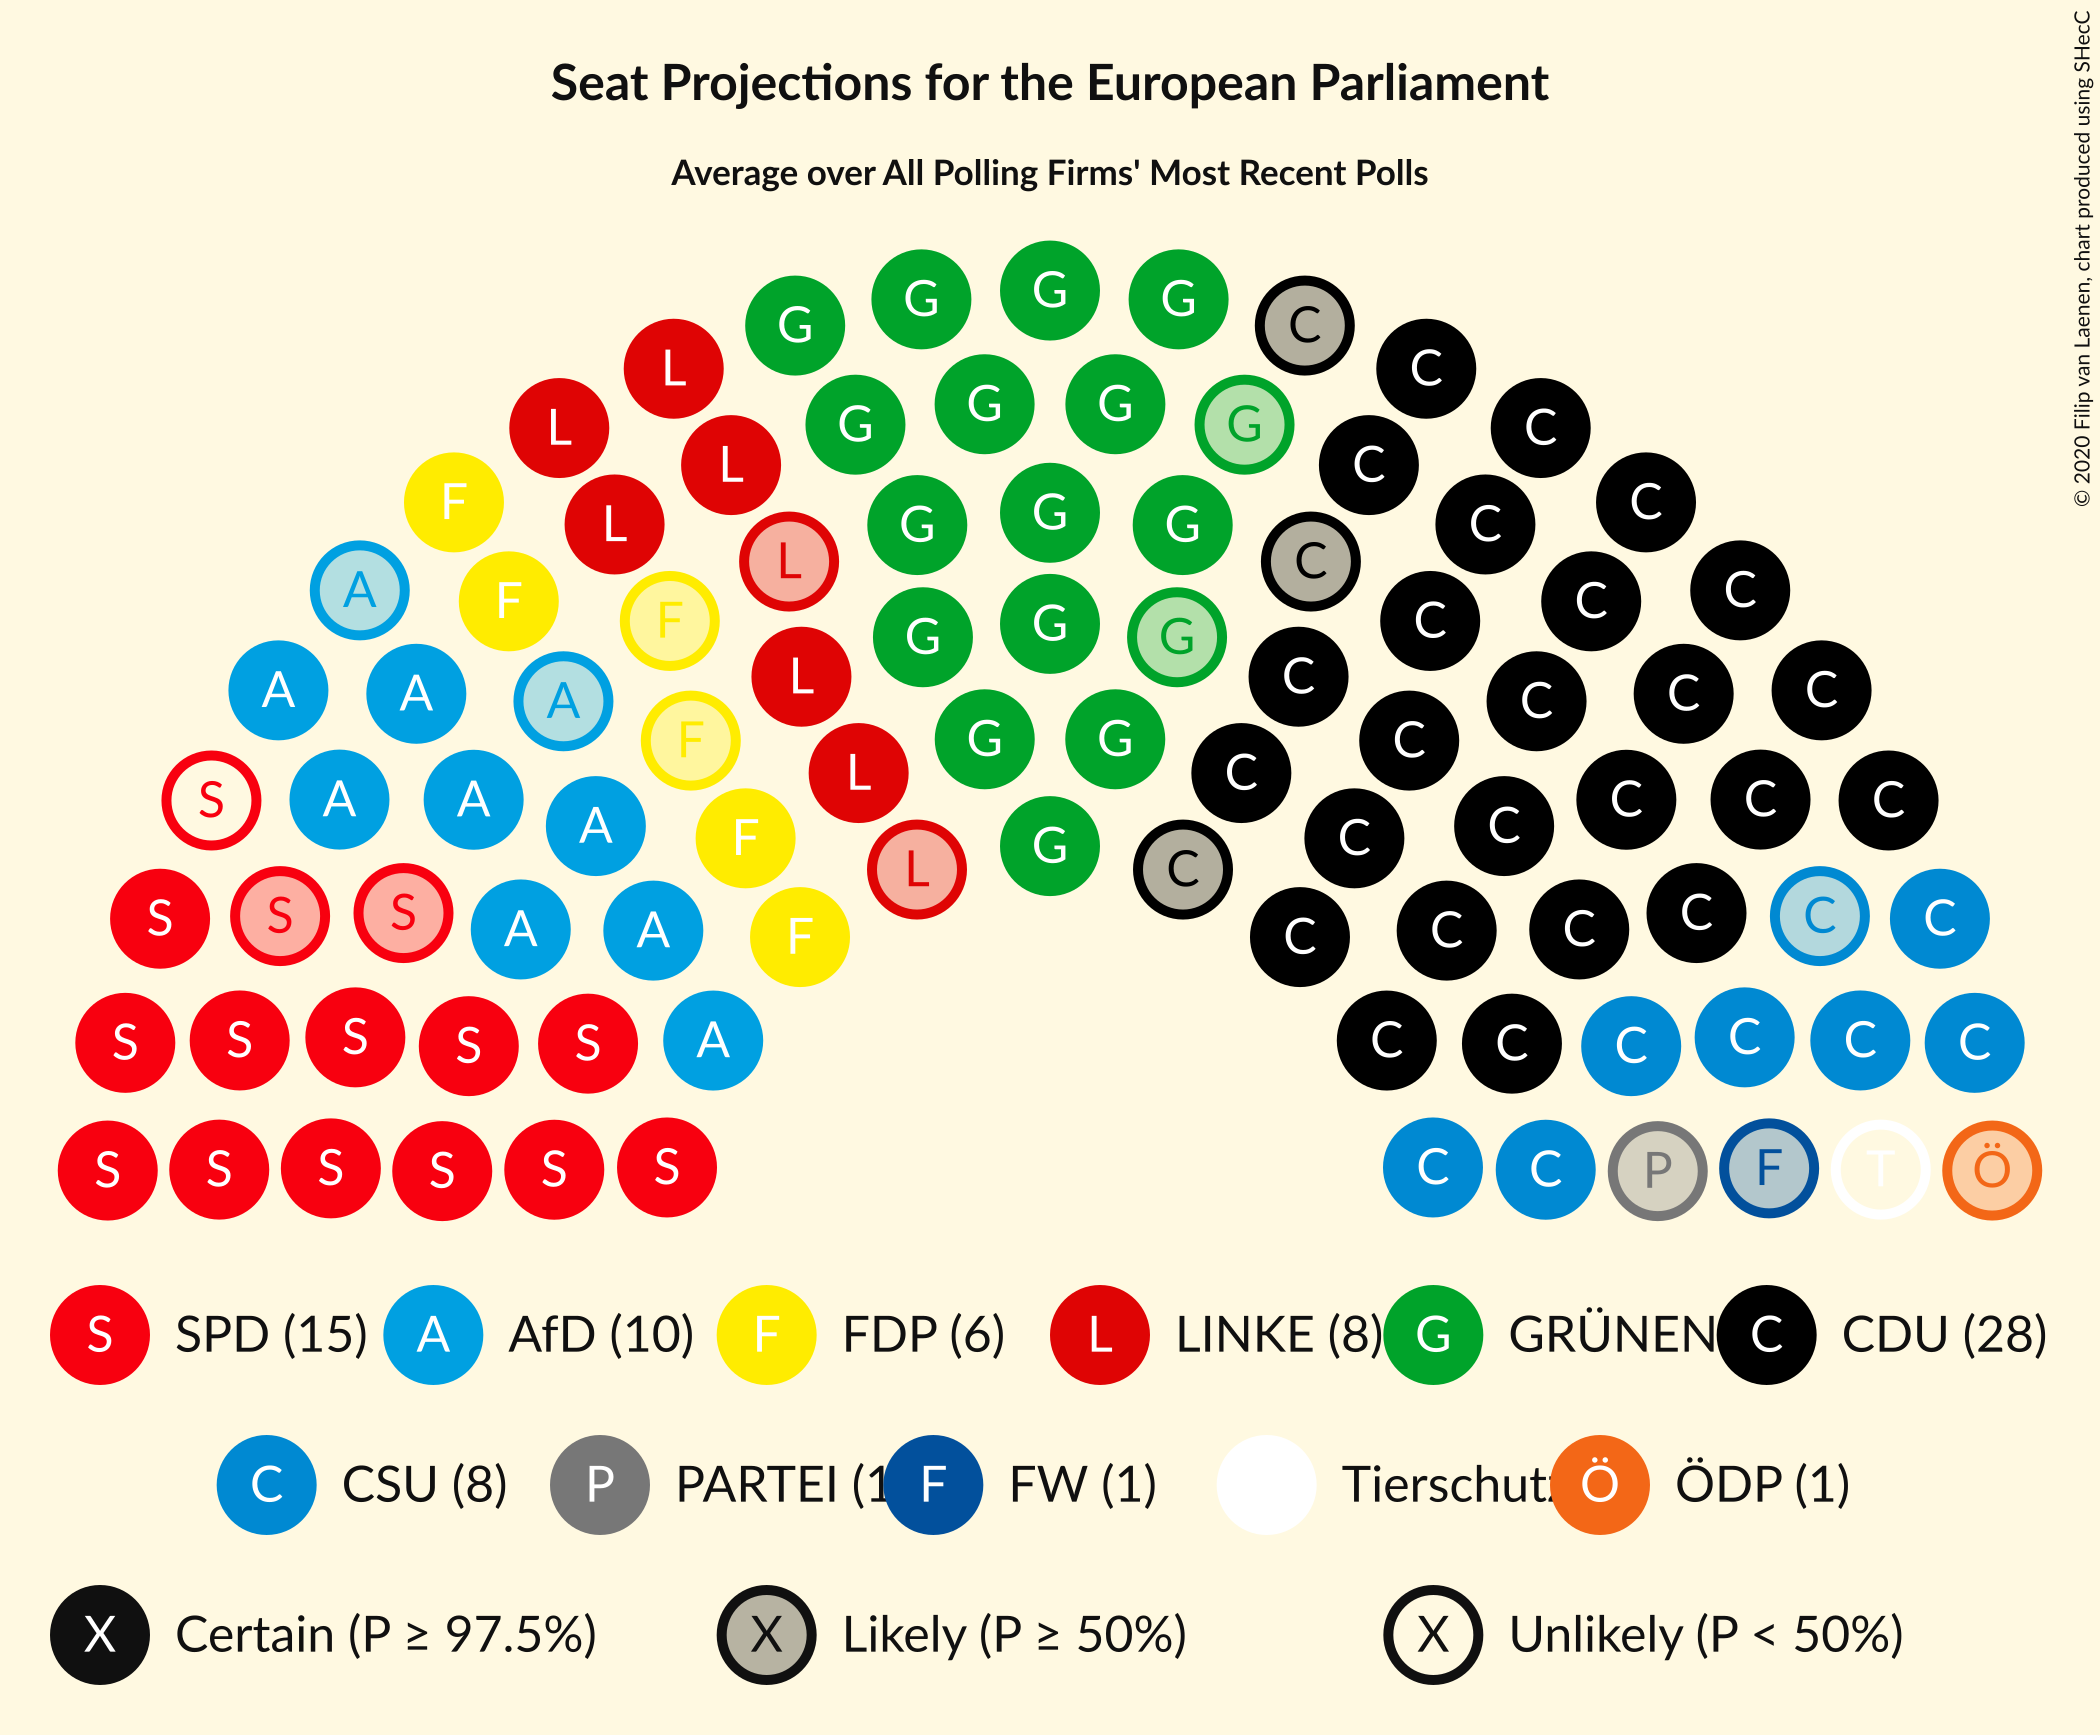 Seat Projections for the European Parliament
Average over All Polling Firms' Most Recent Polls
© 2020 Filip van Laenen, chart produced using SHecC
G G G G C
L G G G G C
L L G G G C C C
F L L G G G C C C
A F F L G C C C C
A A A F L G G C C C C C
S A A A F L G C C C C C C
S S S A A F L C C C C C C C
S S S S S A C C C C C C
S S S S S S C C P F T Ö
S SPD (15) A AfD (10) F FDP (6) L LINKE (8) G GRÜNEN C CDU (28)
C CSU (8) P PARTEI (1 F FW (1) Tierschutz Ö ÖDP (1)
X Certain (P ≥ 97.5%) X Likely (P ≥ 50%) X Unlikely (P < 50%)